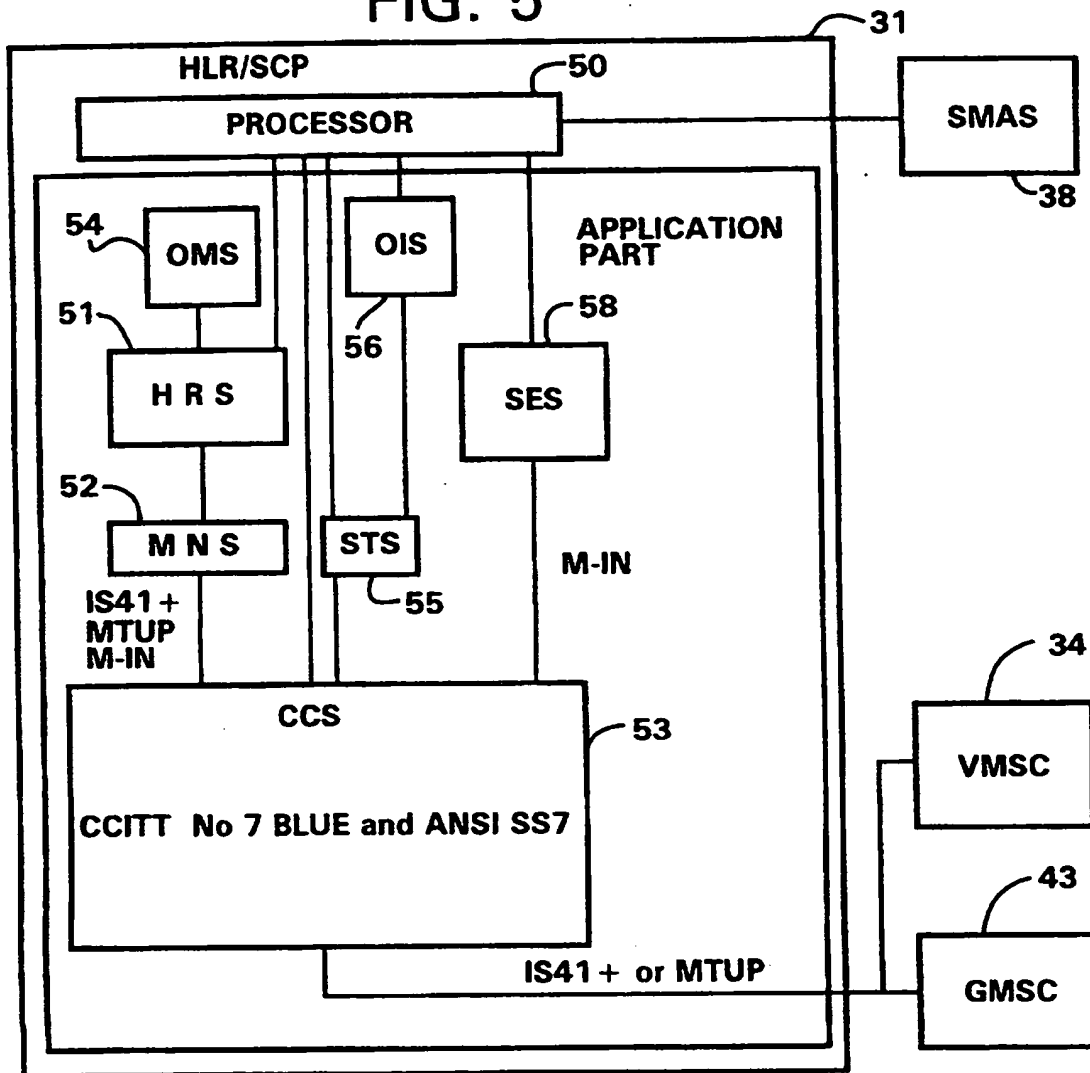 FIG. 5
31
HLR/SCP
50
PROCESSOR
SMAS
38
54
OMS
OIS
APPLICATION
PART
51
56
58
H R S
SES
52
M N S
STS
55
M-IN
IS41+
MTUP
M-IN
34
CCS
53
VMSC
CCITT No 7 BLUE and ANSI SS7
43
IS41+ or MTUP
GMSC